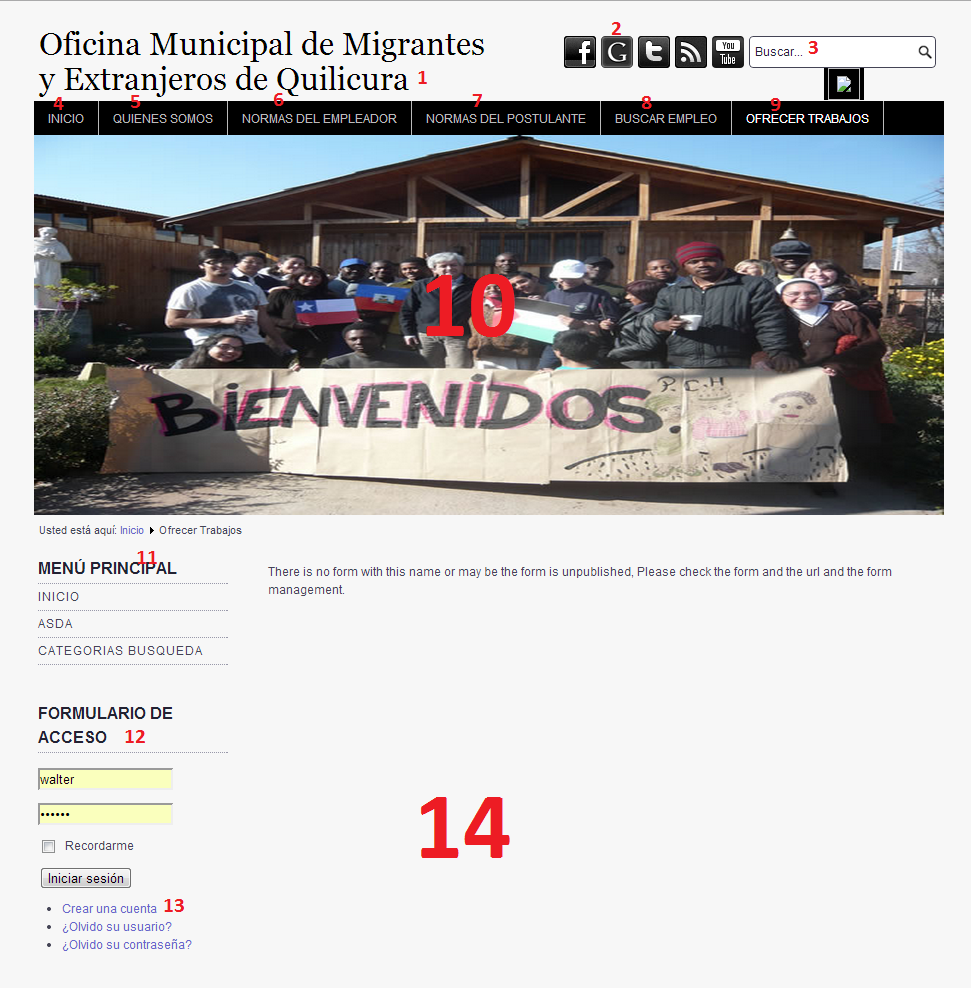 Oficina Municipal de Migrantes
y Extranjeros de Quilicura 1
2
f G t You Tube
Buscar... 3
4 5 6 7 8 9
INICIO QUIENES SOMOS NORMAS DEL EMPLEADOR NORMAS DEL POSTULANTE BUSCAR EMPLEO OFRECER TRABAJOS
10
P.C.H
BIENVENIDOS.
Usted está aquí: Inicio Ofrecer Trabajos
11
MENÚ PRINCIPAL
INICIO
ASDA
CATEGORIAS BUSQUEDA
There is no form with this name or may be the form is unpublished, Please check the form and the url and the form
management.
FORMULARIO DE
ACCESO 12
walter
••••••
Recordarme
Iniciar sesión
Crear una cuenta 13
¿Olvido su usuario?
¿Olvido su contraseña?
14